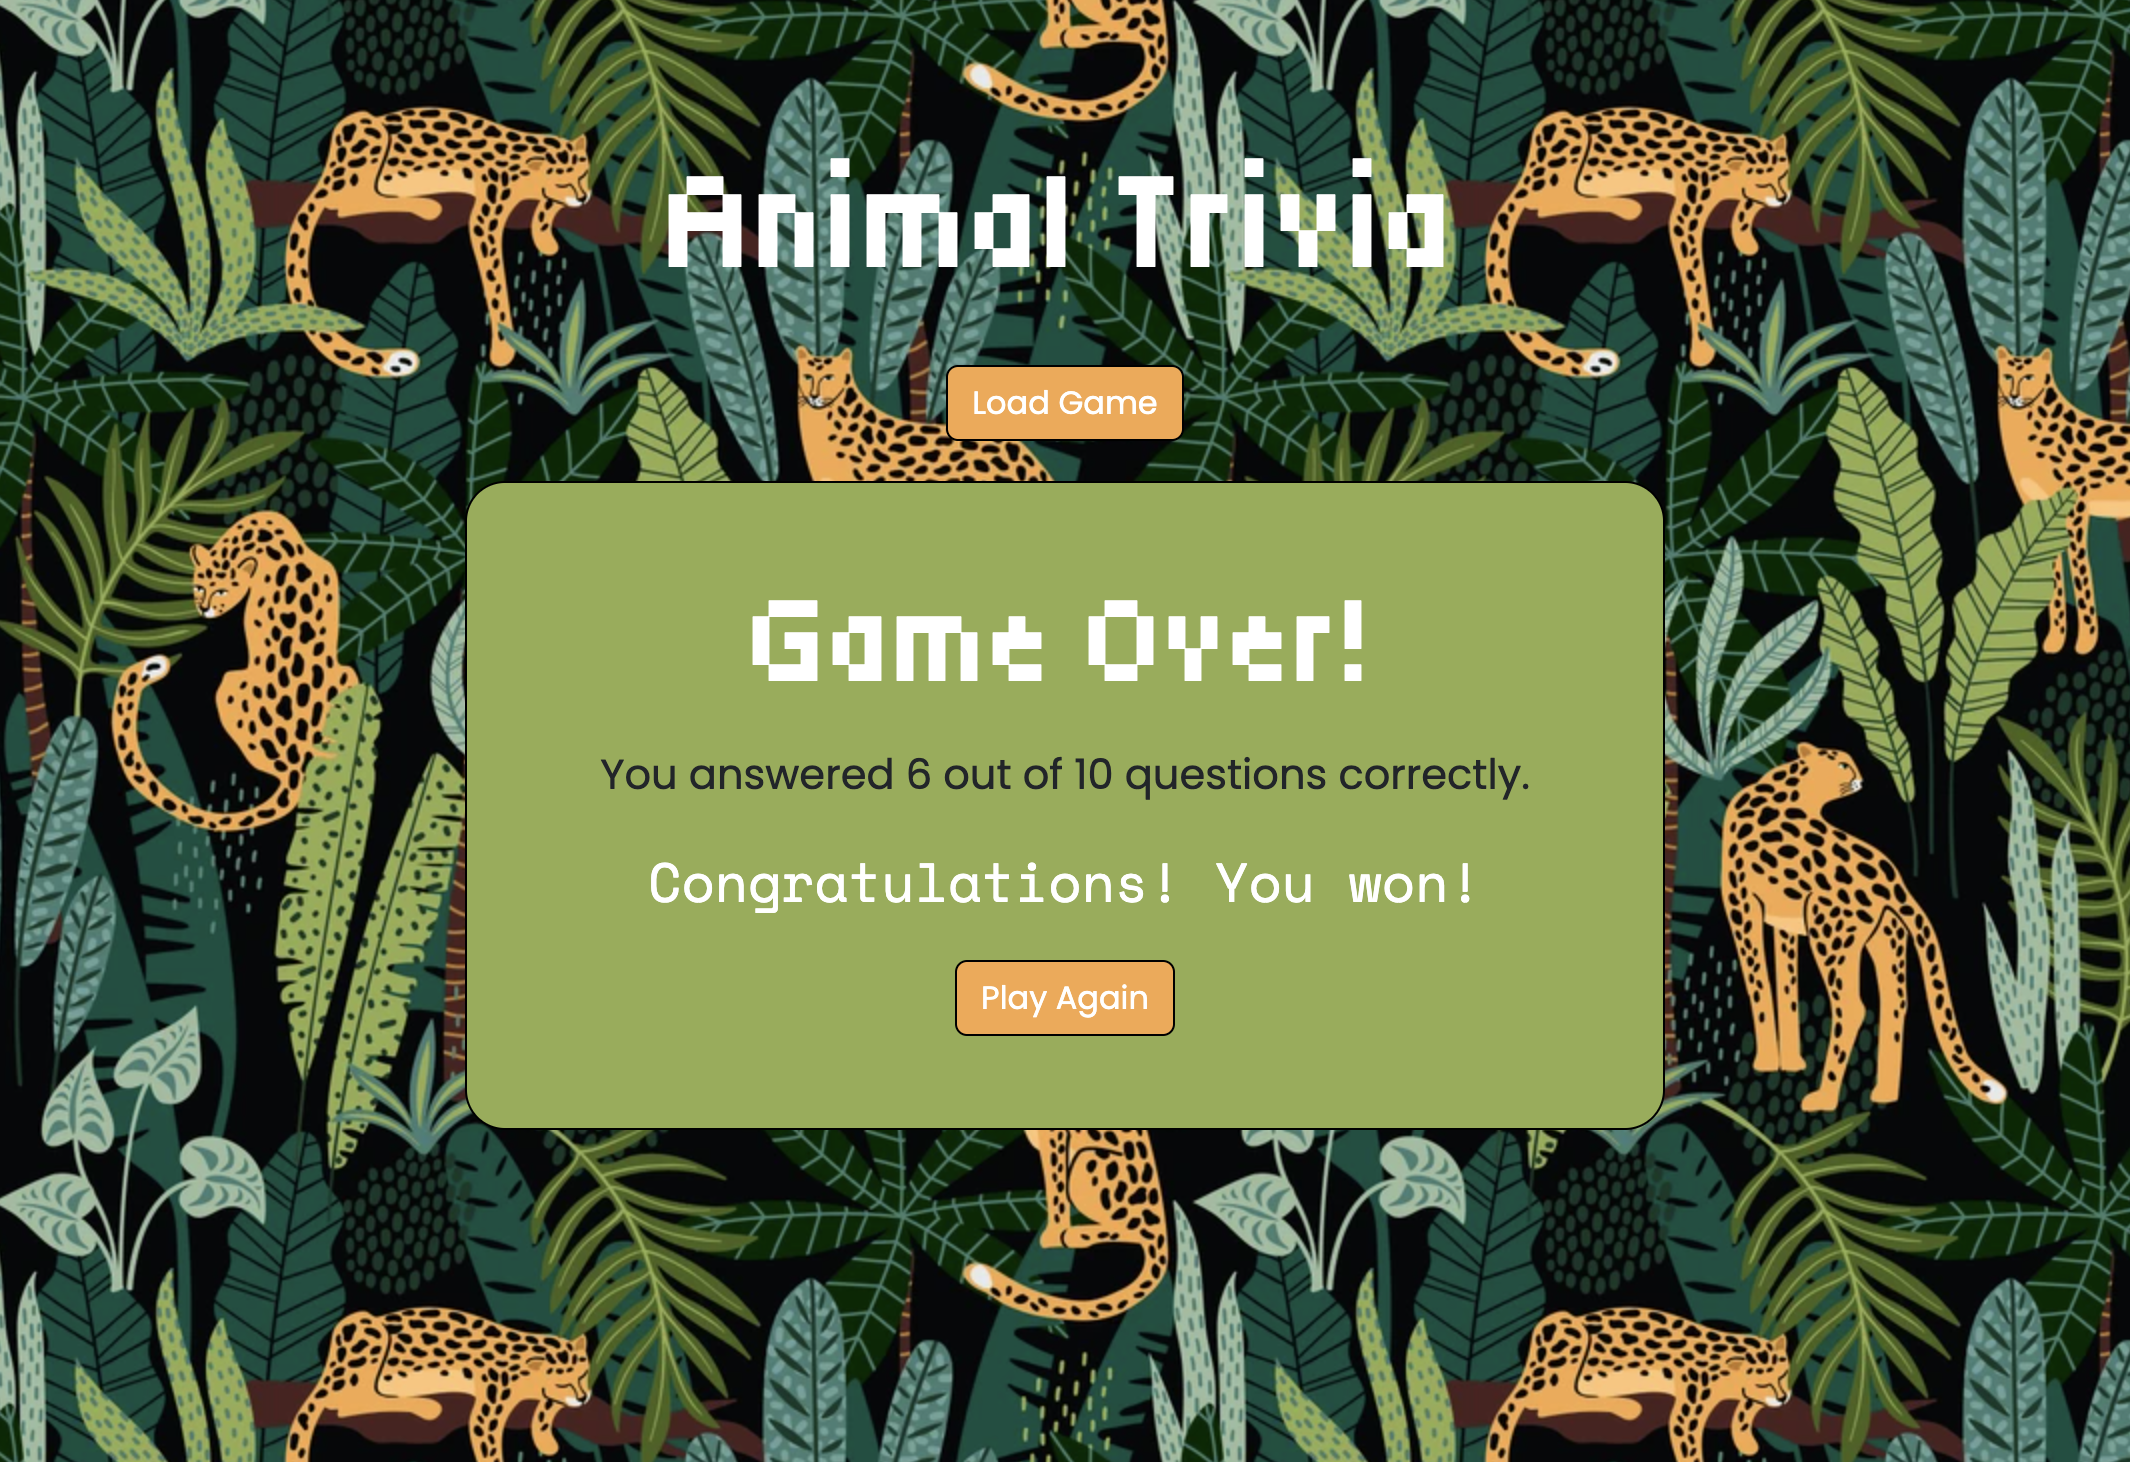 Animal Trivia
Load Game
Game Over!
You answered 6 out of 10 questions correctly.
Congratulations! You won!
Play Again